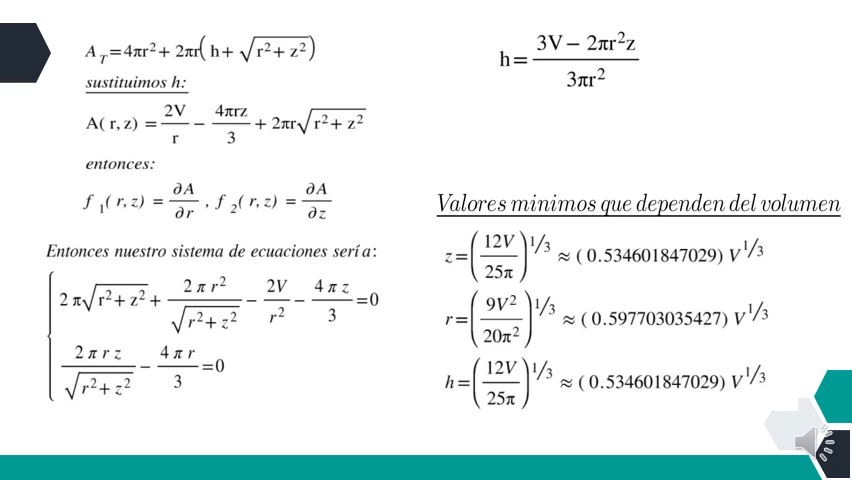 A_T = 4πr² + 2πr( h + √(r² + z²) )
sustituimos h:
A( r, z) = 2V/r − 4πrz/3 + 2πr√(r² + z²)
entonces:
f₁( r, z) = ∂A/∂r , f₂( r, z) = ∂A/∂z
Entonces nuestro sistema de ecuaciones sería:
2π√(r² + z²) + 2πr²/√(r² + z²) − 2V/r² − 4πz/3 = 0
2πrz/√(r² + z²) − 4πr/3 = 0
h = (3V − 2πr²z)/(3πr²)
Valores minimos que dependen del volumen
z = (12V/25π)^1/3 ≈ ( 0.534601847029) V^1/3
r = (9V²/20π²)^1/3 ≈ ( 0.597703035427) V^1/3
h = (12V/25π)^1/3 ≈ ( 0.534601847029) V^1/3